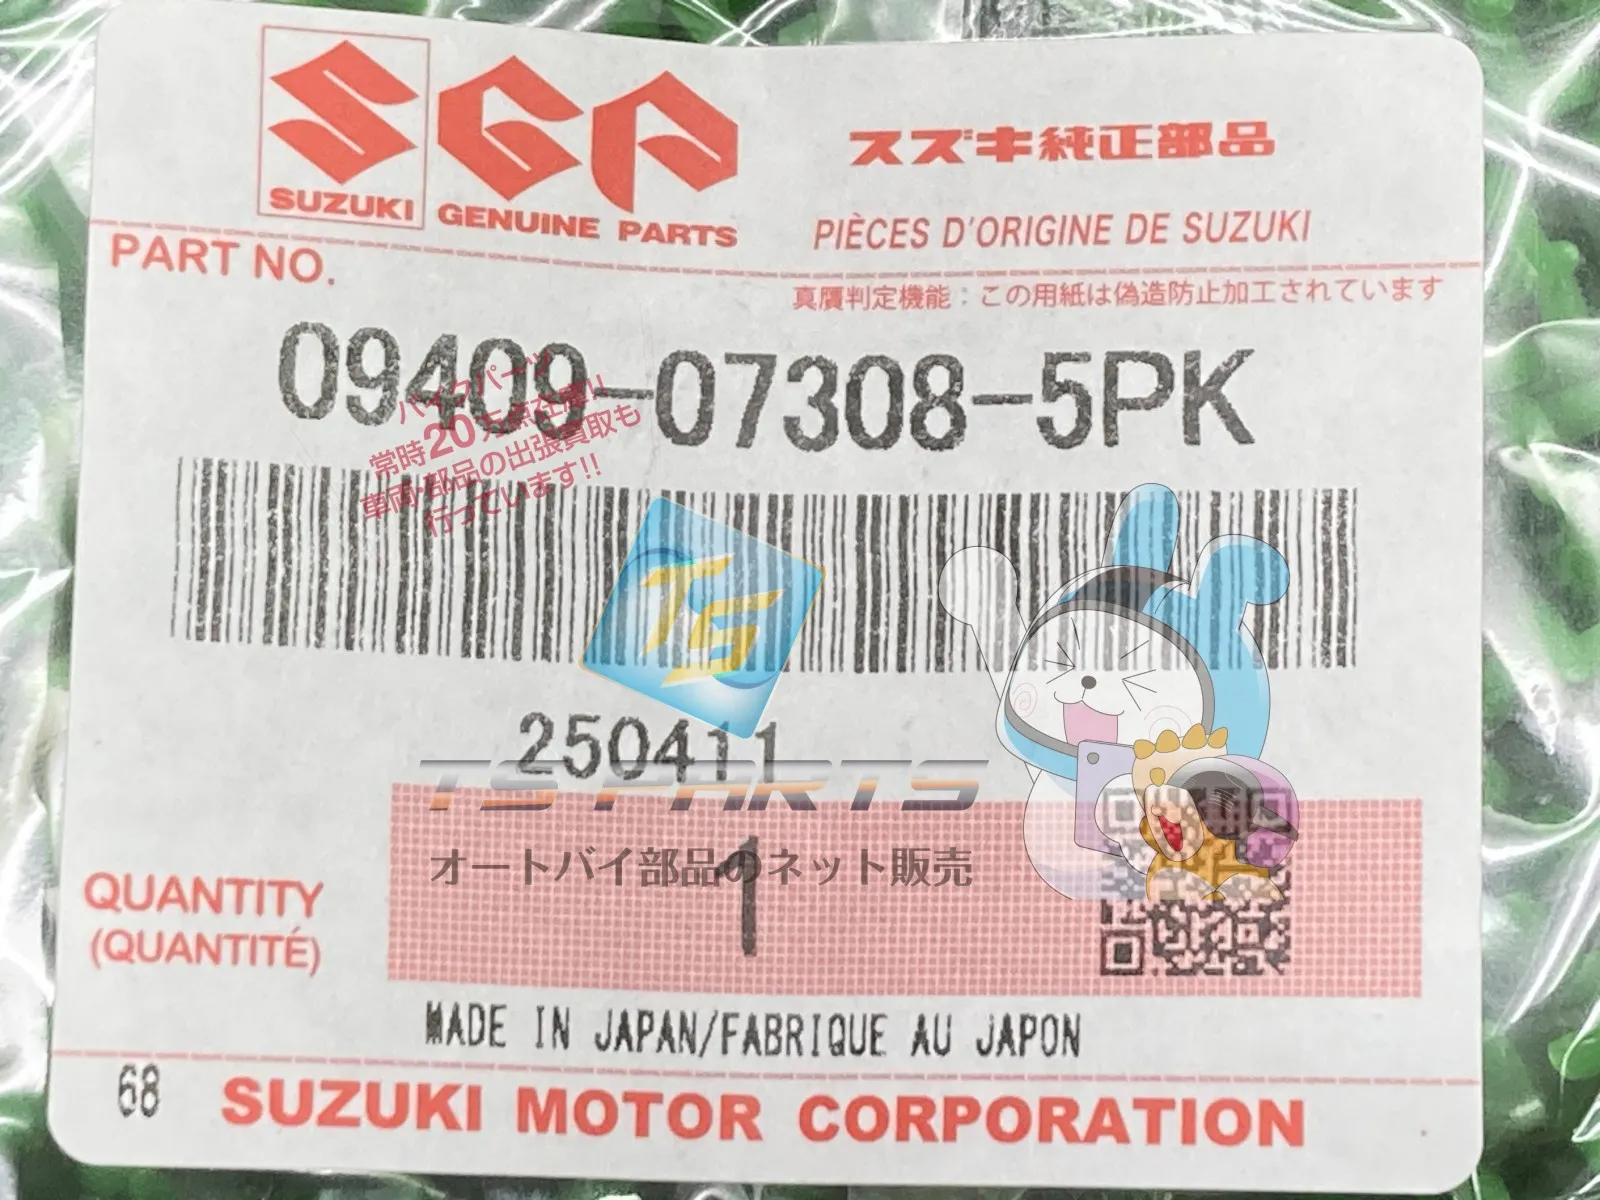 SUZUKI
GENUINE PARTS
スズキ純正部品
PIÈCES D'ORIGINE DE SUZUKI
PART NO.
真贋判定機能：この用紙は偽造防止加工されています
09409-07308-5PK
バイクパーツ
常時20万点在庫!!
車両・部品の出張買取も
行っています!!
TS
250411
TS PARTS
オートバイ部品のネット販売
QUANTITY
(QUANTITÉ)
1
MADE IN JAPAN/FABRIQUE AU JAPON
68
SUZUKI MOTOR CORPORATION